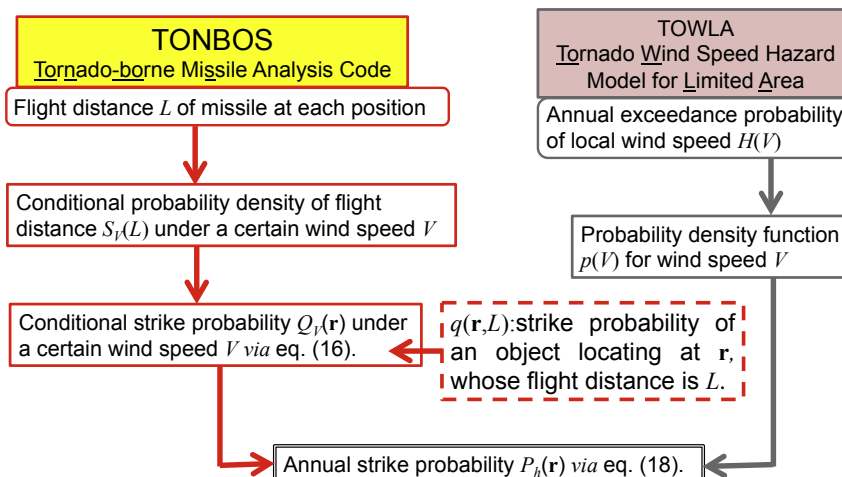 TONBOS
Tornado-borne Missile Analysis Code
Flight distance L of missile at each position
Conditional probability density of flight
distance S_V(L) under a certain wind speed V
Conditional strike probability Q_V(r) under
a certain wind speed V via eq. (16).
q(r,L):strike probability of
an object locating at r,
whose flight distance is L.
TOWLA
Tornado Wind Speed Hazard
Model for Limited Area
Annual exceedance probability
of local wind speed H(V)
Probability density function
p(V) for wind speed V
Annual strike probability P_h(r) via eq. (18).